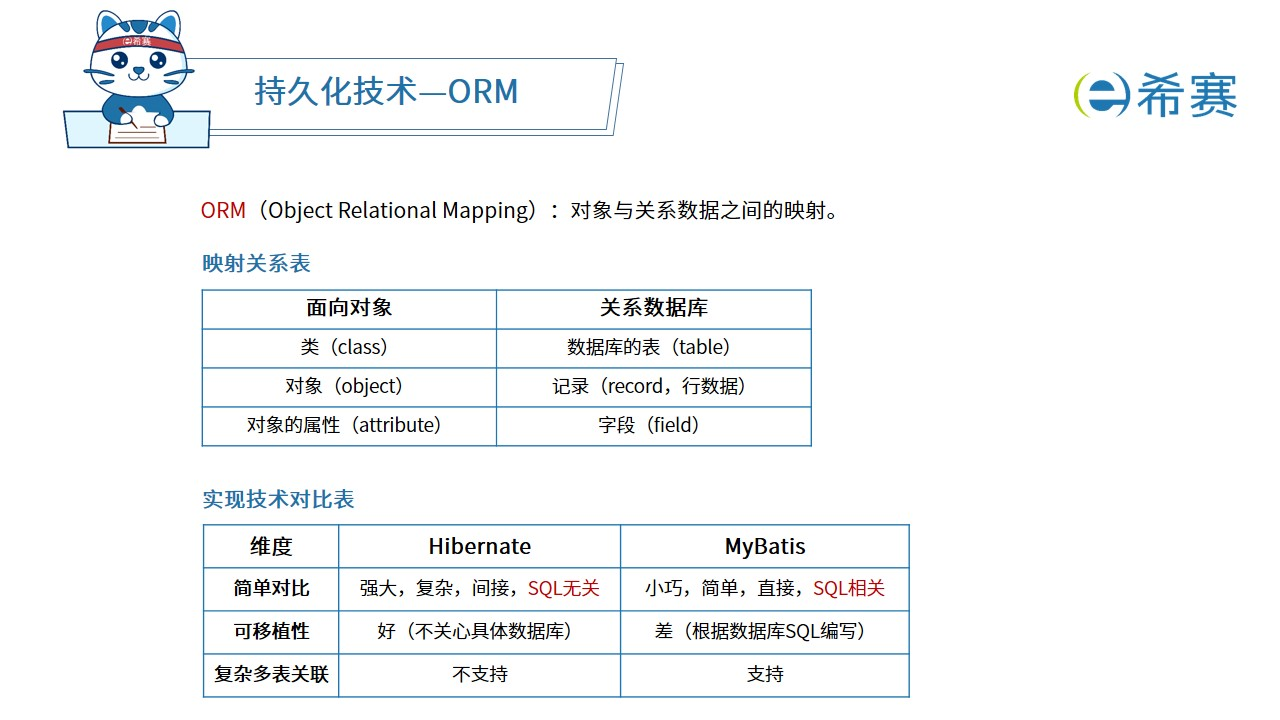 希赛
持久化技术—ORM
希赛
ORM（Object Relational Mapping）：对象与关系数据之间的映射。
映射关系表
面向对象 关系数据库
类（class） 数据库的表（table）
对象（object） 记录（record，行数据）
对象的属性（attribute） 字段（field）
实现技术对比表
维度 Hibernate MyBatis
简单对比 强大，复杂，间接，SQL无关 小巧，简单，直接，SQL相关
可移植性 好（不关心具体数据库） 差（根据数据库SQL编写）
复杂多表关联 不支持 支持